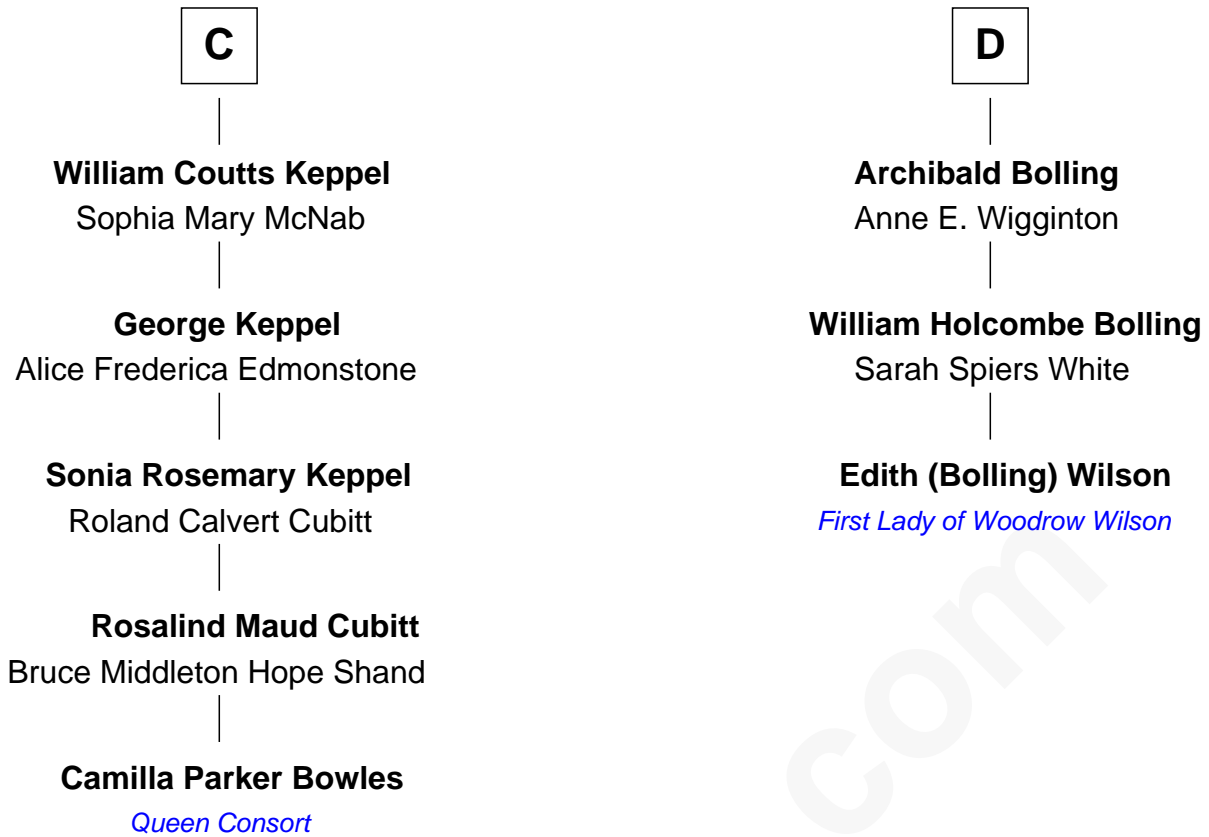 C
William Coutts Keppel
Sophia Mary McNab
George Keppel
Alice Frederica Edmonstone
Sonia Rosemary Keppel
Roland Calvert Cubitt
Rosalind Maud Cubitt
Bruce Middleton Hope Shand
Camilla Parker Bowles
Queen Consort
D
Archibald Bolling
Anne E. Wigginton
William Holcombe Bolling
Sarah Spiers White
Edith (Bolling) Wilson
First Lady of Woodrow Wilson
com